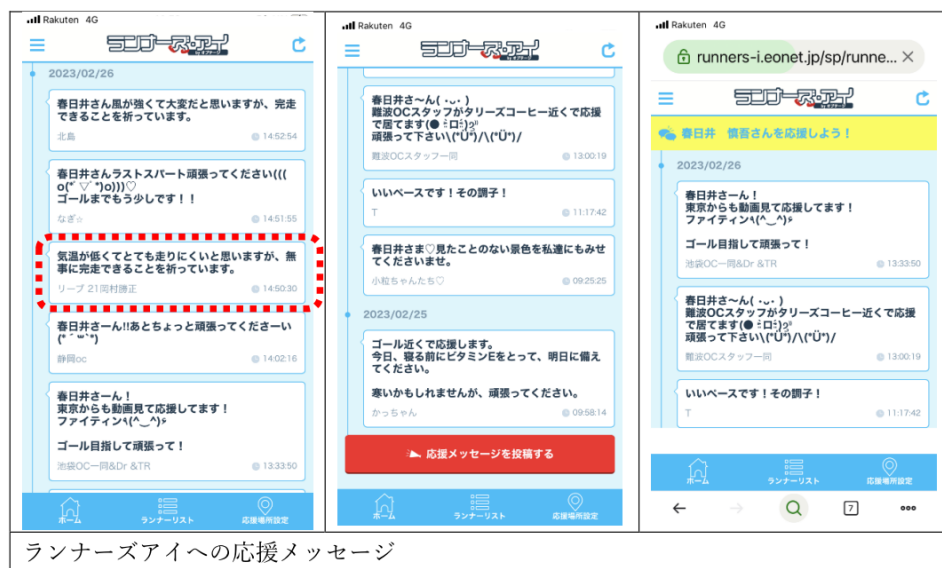 Rakuten 4G
ランナーズ・アイ
2023/02/26
春日井さん風が強くて大変だと思いますが、完走
できることを祈っています。
北島
14:52:54
春日井さんラストスパート頑張ってください(((
o(*ﾟ▽ﾟ*)o)))♡
ゴールまでもう少しです！！
なぎ☆
14:51:55
気温が低くてとても走りにくいと思いますが、無
事に完走できることを祈っています。
リーブ 21岡村勝正
14:50:30
春日井さーん!!あとちょっと頑張ってくださーい
(*´꒳`*)
静岡oc
14:02:16
春日井さーん！
東京からも動画見て応援してます！
ファイティン٩(^‿^)۶
ゴール目指して頑張って！
池袋OC一同&Dr &TR
13:33:50
ホーム
ランナーリスト
応援場所設定
Rakuten 4G
ランナーズ・アイ
春日井さ〜ん( ·ᴗ· )
難波OCスタッフがタリーズコーヒー近くで応援
で居てます
頑張って下さい\(*Ü*)/\(*Ü*)/
難波OCスタッフ一同
13:00:19
いいペースです！その調子！
T
11:17:42
春日井さま♡見たことのない景色を私達にもみせ
てくださいませ。
小粒ちゃんたち♡
09:25:25
2023/02/25
ゴール近くで応援します。
今日、寝る前にビタミンEをとって、明日に備え
てください。
寒いかもしれませんが、頑張ってください。
かっちゃん
09:58:14
応援メッセージを投稿する
ホーム
ランナーリスト
応援場所設定
Rakuten 4G
runners-i.eonet.jp/sp/runne...
ランナーズ・アイ
春日井 慎吾さんを応援しよう！
2023/02/26
春日井さーん！
東京からも動画見て応援してます！
ファイティン٩(^‿^)۶
ゴール目指して頑張って！
池袋OC一同&Dr &TR
13:33:50
春日井さ〜ん( ·ᴗ· )
難波OCスタッフがタリーズコーヒー近くで応援
で居てます
頑張って下さい\(*Ü*)/\(*Ü*)/
難波OCスタッフ一同
13:00:19
いいペースです！その調子！
T
11:17:42
ホーム
ランナーリスト
応援場所設定
7
ランナーズアイへの応援メッセージ